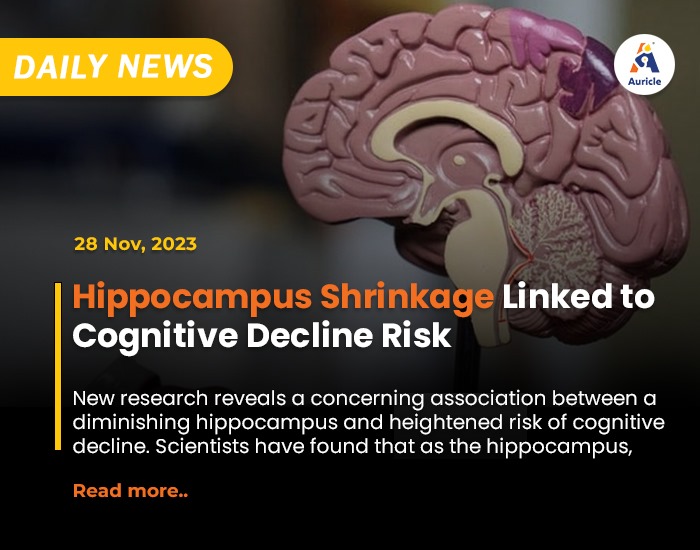 DAILY NEWS
Auricle
28 Nov, 2023
Hippocampus Shrinkage Linked to
Cognitive Decline Risk
New research reveals a concerning association between a
diminishing hippocampus and heightened risk of cognitive
decline. Scientists have found that as the hippocampus,
Read more..